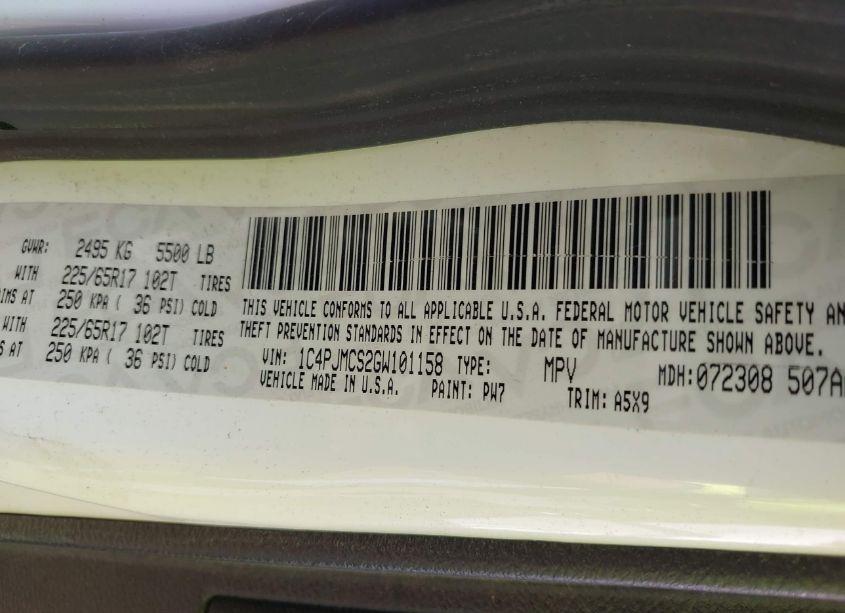 GVWR: 2495 KG 5500 LB
WITH 225/65R17 102T TIRES
RIMS AT 250 KPA ( 36 PSI) COLD
WITH 225/65R17 102T TIRES
S AT 250 KPA ( 36 PSI) COLD
THIS VEHICLE CONFORMS TO ALL APPLICABLE U.S.A. FEDERAL MOTOR VEHICLE SAFETY AN
THEFT PREVENTION STANDARDS IN EFFECT ON THE DATE OF MANUFACTURE SHOWN ABOVE.
VIN: 1C4PJMCS2GW101158 TYPE: MPV MDH:072308 507A
VEHICLE MADE IN U.S.A. PAINT: PW7 TRIM: A5X9